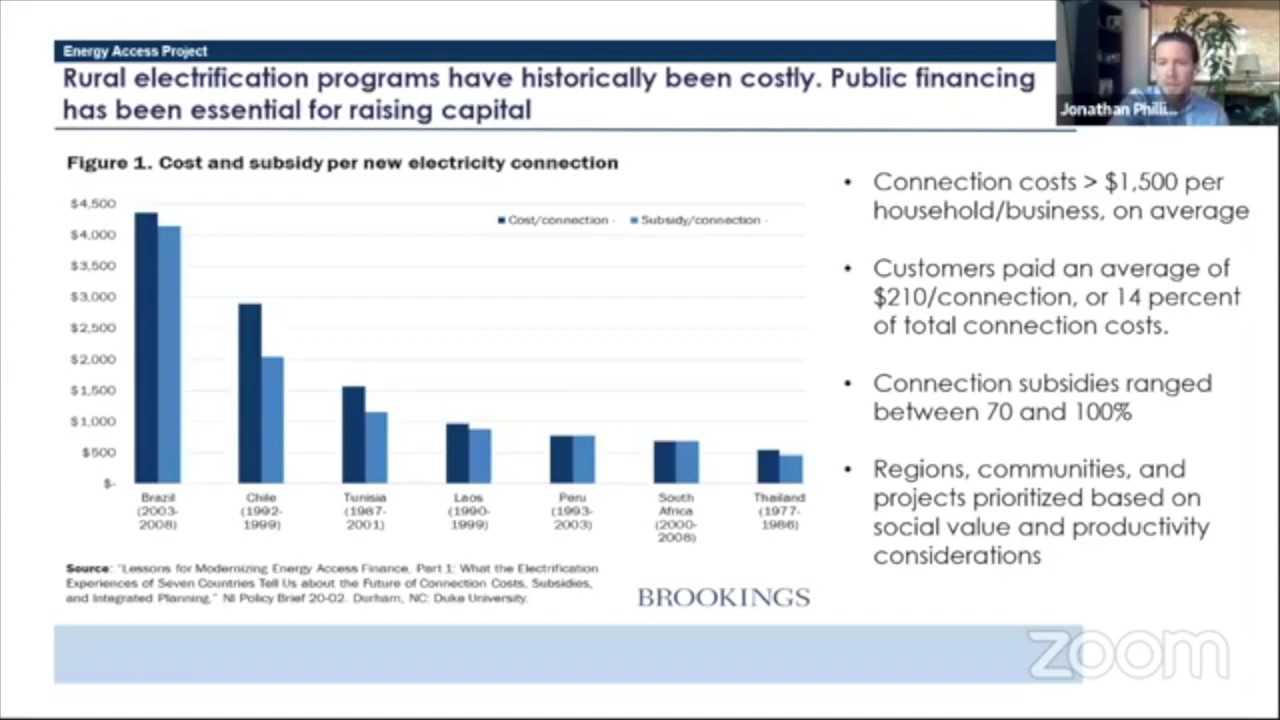 Energy Access Project
Rural electrification programs have historically been costly. Public financing
has been essential for raising capital
Jonathan Philli...
Figure 1. Cost and subsidy per new electricity connection
$4,500
$4,000
$3,500
$3,000
$2,500
$2,000
$1,500
$1,000
$500
$-
Cost/connection -
Subsidy/connection -
Brazil
(2003-
2008)
Chile
(1992-
1999)
Tunisia
(1987-
2001)
Laos
(1990-
1999)
Peru
(1993-
2003)
South
Africa
(2000-
2008)
Thailand
(1977-
1986)
Source: "Lessons for Modernizing Energy Access Finance, Part 1: What the Electrification
Experiences of Seven Countries Tell Us about the Future of Connection Costs, Subsidies,
and Integrated Planning." NI Policy Brief 20-02. Durham, NC: Duke University.
BROOKINGS
• Connection costs > $1,500 per
household/business, on average
• Customers paid an average of
$210/connection, or 14 percent
of total connection costs.
• Connection subsidies ranged
between 70 and 100%
• Regions, communities, and
projects prioritized based on
social value and productivity
considerations
zoom